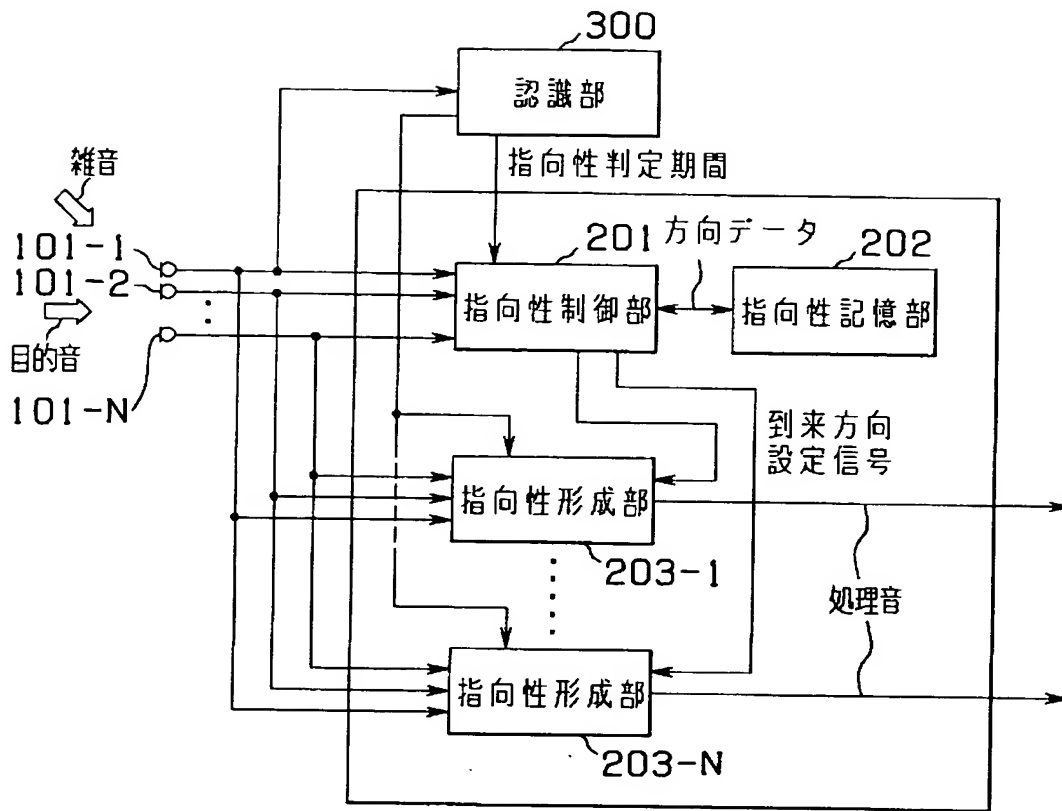 300
認識部
雑音
指向性判定期間
101-1
201
方向データ
202
101-2
指向性制御部
指向性記憶部
目的音
101-N
到来方向
設定信号
指向性形成部
203-1
処理音
指向性形成部
203-N